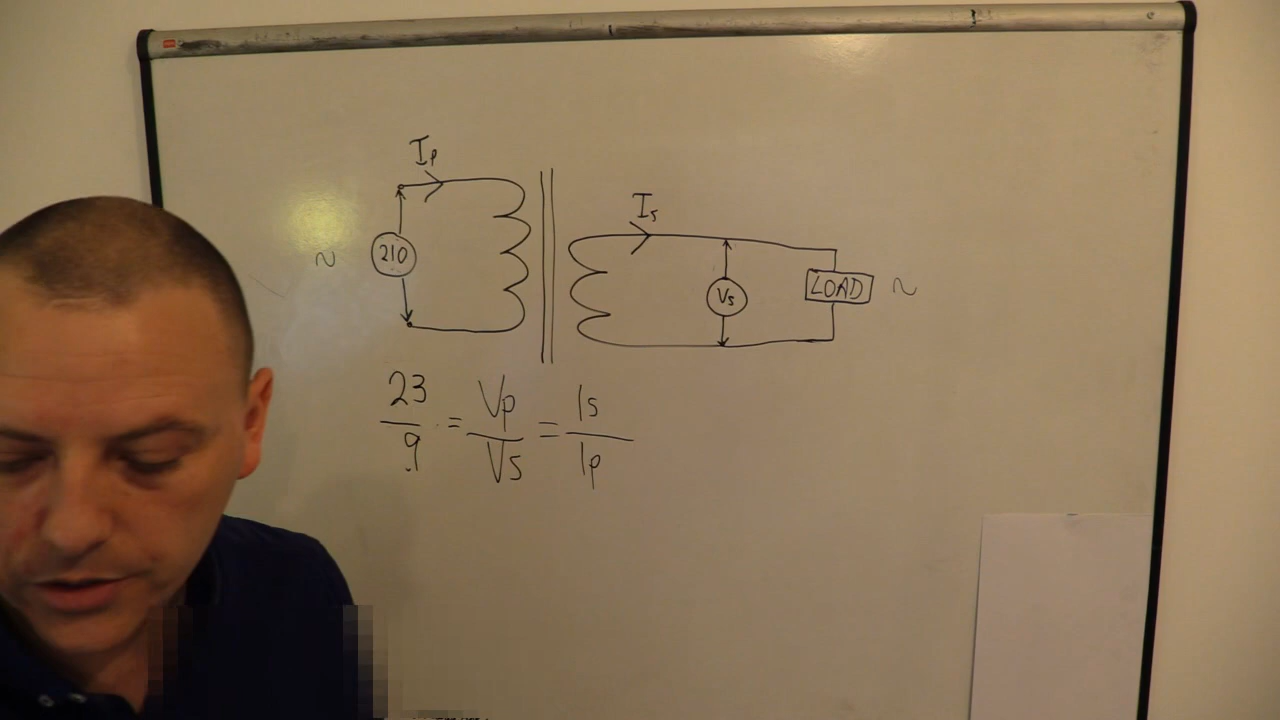 Ip
Is
~ 210
Vs
LOAD ~
23/9 = Vp/Vs = Is/Ip